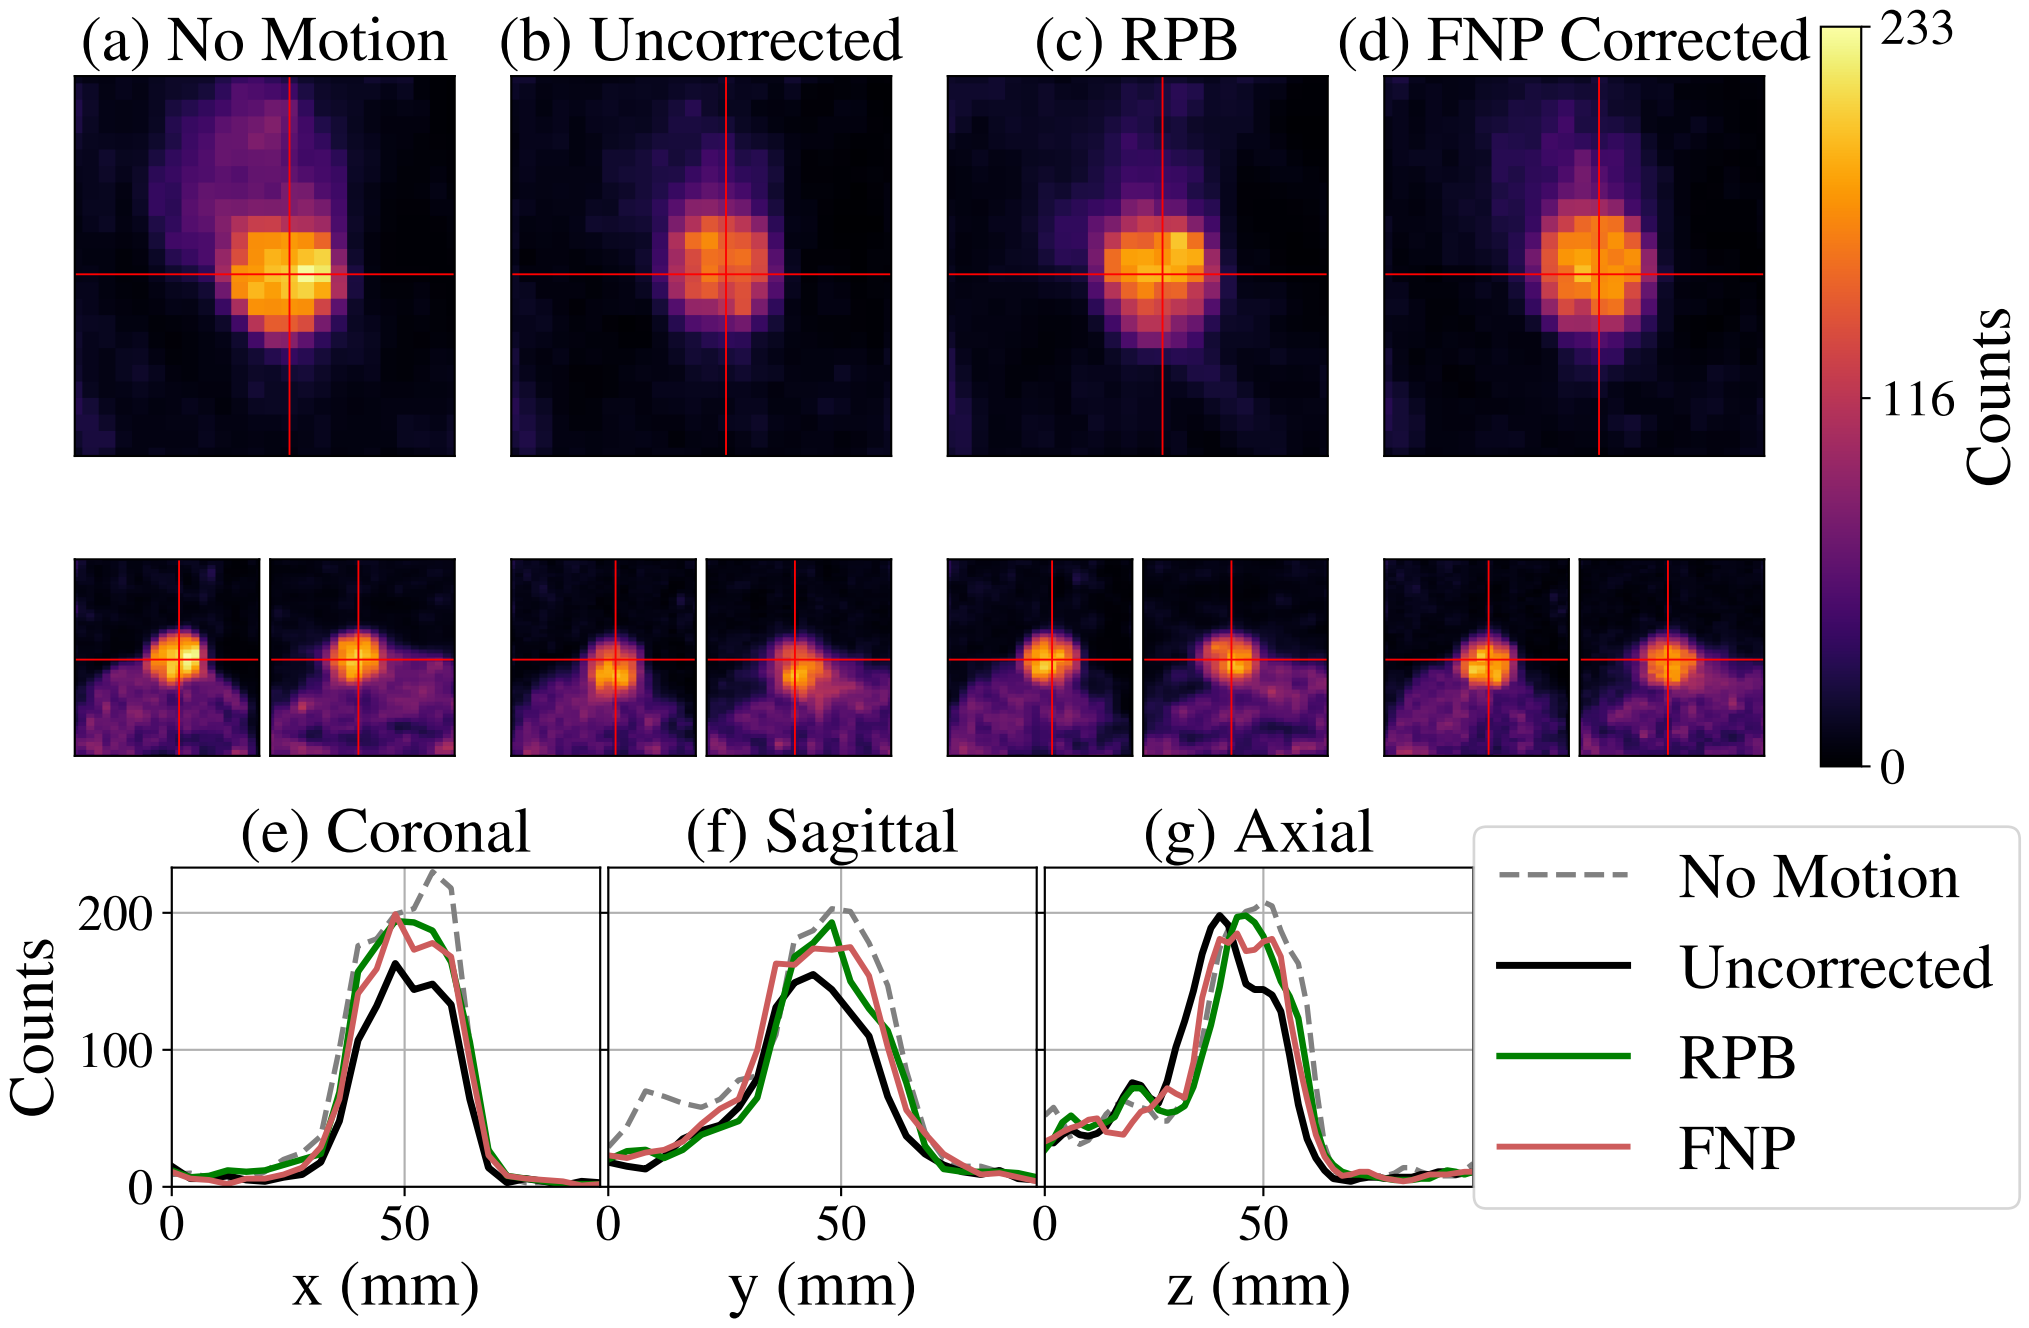 (a) No Motion
(b) Uncorrected
(c) RPB
(d) FNP Corrected
233
116
0
Counts
(e) Coronal
(f) Sagittal
(g) Axial
200
100
0
Counts
0
50
0
50
0
50
x (mm)
y (mm)
z (mm)
No Motion
Uncorrected
RPB
FNP